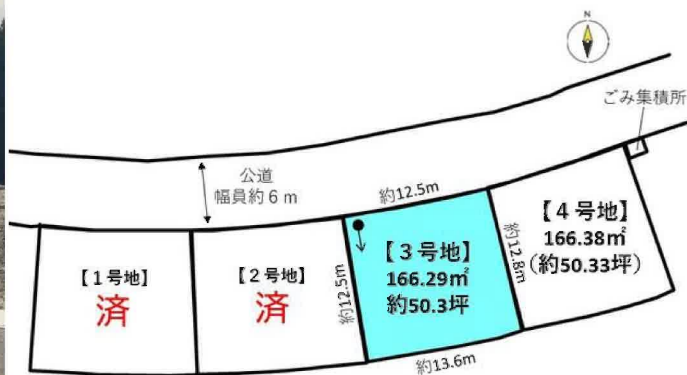 N
ごみ集積所
公道
幅員約6m
約12.5m
【4号地】
166.38㎡
(約50.33坪)
【3号地】
166.29㎡
約50.3坪
約12.8m
約12.5m
【1号地】
済
【2号地】
済
約13.6m